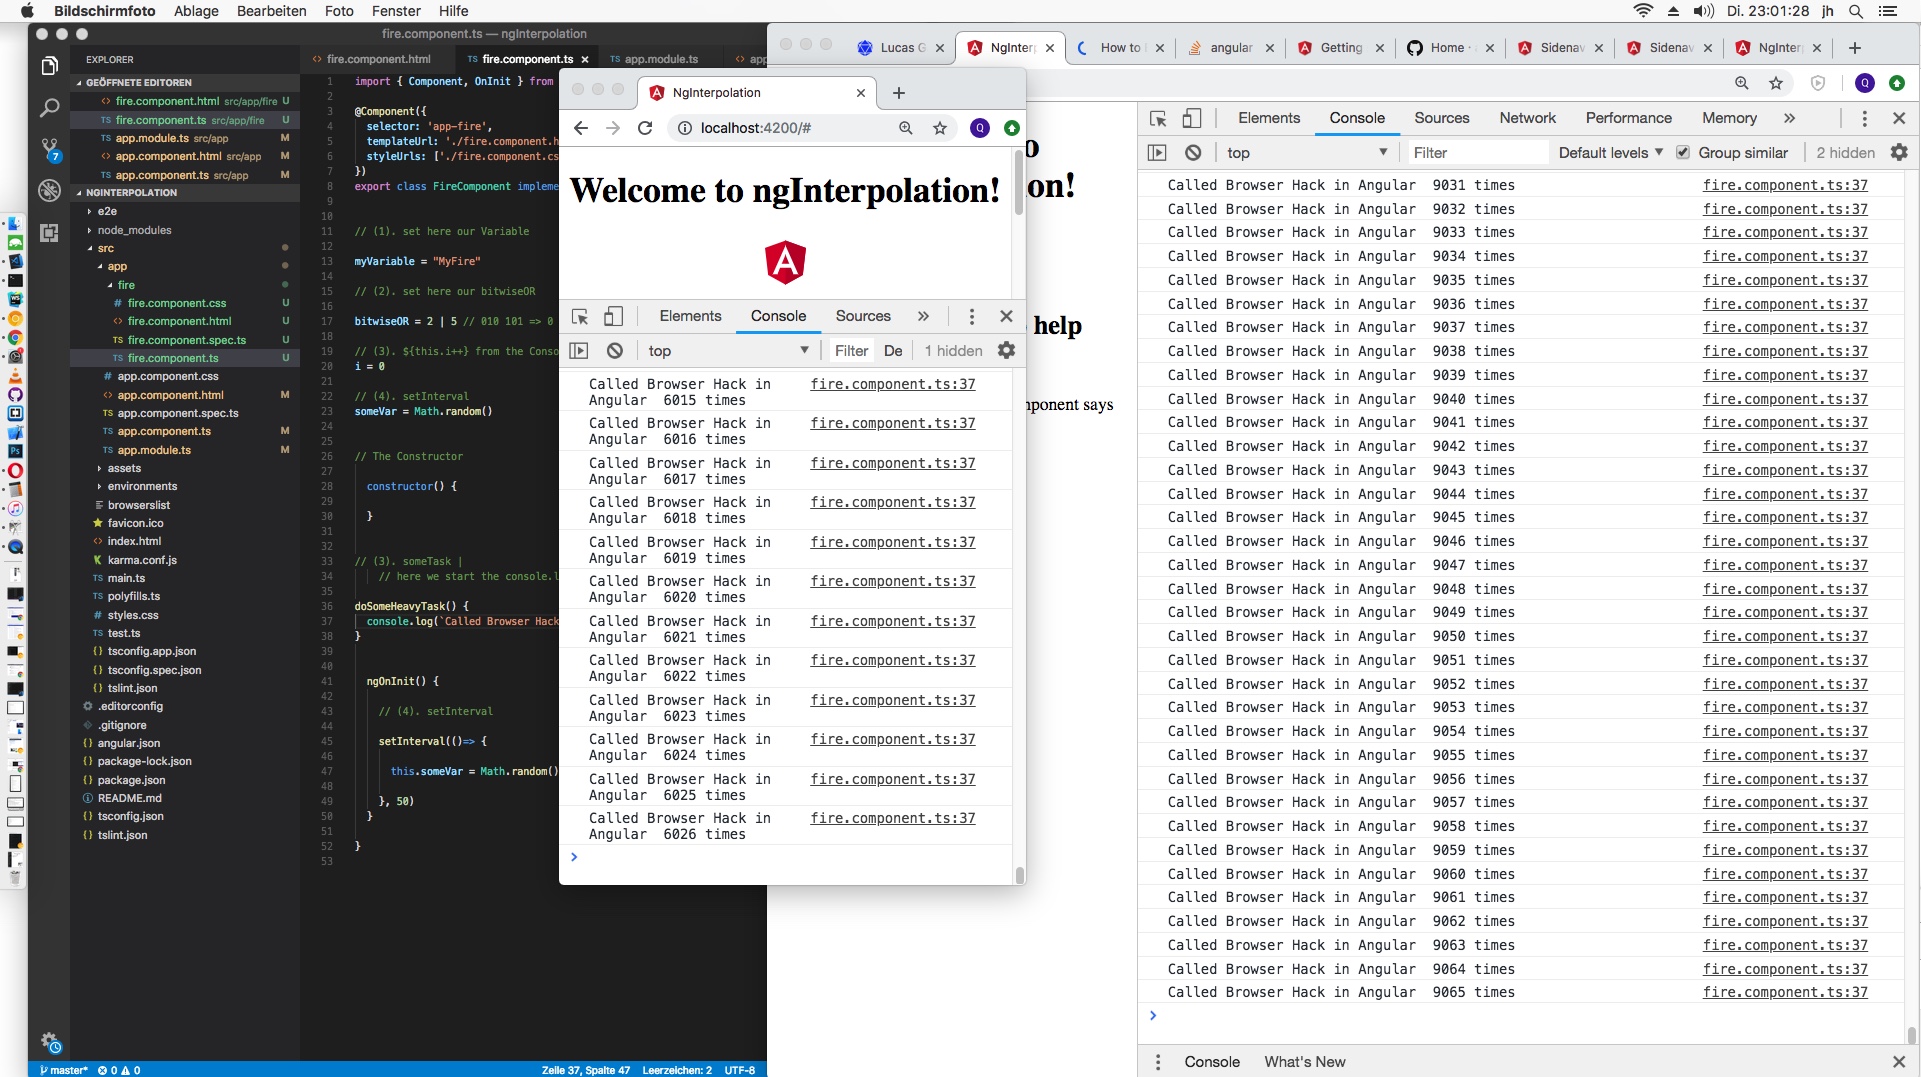 Bildschirmfoto Ablage Bearbeiten Foto Fenster Hilfe
Di. 23:01:28 jh
fire.component.ts — ngInterpolation
EXPLORER
GEÖFFNETE EDITOREN
fire.component.html src/app/fire U
fire.component.ts src/app/fire U
app.module.ts src/app M
app.component.html src/app M
app.component.ts src/app M
7
NGINTERPOLATION
e2e
node_modules
src
app
fire
fire.component.css U
fire.component.html U
fire.component.spec.ts U
fire.component.ts U
app.component.css
app.component.html M
app.component.spec.ts
app.component.ts M
app.module.ts M
assets
environments
browserslist
favicon.ico
index.html
karma.conf.js
main.ts
polyfills.ts
styles.css
test.ts
tsconfig.app.json
tsconfig.spec.json
tslint.json
.editorconfig
.gitignore
angular.json
package-lock.json
package.json
README.md
tsconfig.json
tslint.json
fire.component.html
fire.component.ts
app.module.ts
app
1 import { Component, OnInit } from
2
3 @Component({
4 selector: 'app-fire',
5 templateUrl: './fire.component.h
6 styleUrls: ['./fire.component.cs
7 })
8 export class FireComponent impleme
9
10
11 // (1). set here our Variable
12
13 myVariable = "MyFire"
14
15 // (2). set here our bitwiseOR
16
17 bitwiseOR = 2 | 5 // 010 101 => 0
18
19 // (3). ${this.i++} from the Conso
20 i = 0
21
22 // (4). setInterval
23 someVar = Math.random()
24
25
26 // The Constructor
27
28 constructor() {
29
30 }
31
32
33 // (3). someTask |
34 // here we start the console.l
35
36 doSomeHeavyTask() {
37 console.log(`Called Browser Hack
38 }
39
40
41 ngOnInit() {
42
43 // (4). setInterval
44
45 setInterval(()=> {
46
47 this.someVar = Math.random()
48
49 }, 50)
50 }
51
52 }
53
master* 0 0
Zeile 37, Spalte 47 Leerzeichen: 2 UTF-8
NgInterpolation
localhost:4200/#
Q
Welcome to ngInterpolation!
Elements Console Sources
top Filter De 1 hidden
Called Browser Hack in fire.component.ts:37
Angular 6015 times
Called Browser Hack in fire.component.ts:37
Angular 6016 times
Called Browser Hack in fire.component.ts:37
Angular 6017 times
Called Browser Hack in fire.component.ts:37
Angular 6018 times
Called Browser Hack in fire.component.ts:37
Angular 6019 times
Called Browser Hack in fire.component.ts:37
Angular 6020 times
Called Browser Hack in fire.component.ts:37
Angular 6021 times
Called Browser Hack in fire.component.ts:37
Angular 6022 times
Called Browser Hack in fire.component.ts:37
Angular 6023 times
Called Browser Hack in fire.component.ts:37
Angular 6024 times
Called Browser Hack in fire.component.ts:37
Angular 6025 times
Called Browser Hack in fire.component.ts:37
Angular 6026 times
Lucas G NgInterp How to angular Getting Home - Sidenav Sidenav NgInterp
Q
o
on!
help
ponent says
Elements Console Sources Network Performance Memory
top Filter Default levels Group similar 2 hidden
Called Browser Hack in Angular 9031 times fire.component.ts:37
Called Browser Hack in Angular 9032 times fire.component.ts:37
Called Browser Hack in Angular 9033 times fire.component.ts:37
Called Browser Hack in Angular 9034 times fire.component.ts:37
Called Browser Hack in Angular 9035 times fire.component.ts:37
Called Browser Hack in Angular 9036 times fire.component.ts:37
Called Browser Hack in Angular 9037 times fire.component.ts:37
Called Browser Hack in Angular 9038 times fire.component.ts:37
Called Browser Hack in Angular 9039 times fire.component.ts:37
Called Browser Hack in Angular 9040 times fire.component.ts:37
Called Browser Hack in Angular 9041 times fire.component.ts:37
Called Browser Hack in Angular 9042 times fire.component.ts:37
Called Browser Hack in Angular 9043 times fire.component.ts:37
Called Browser Hack in Angular 9044 times fire.component.ts:37
Called Browser Hack in Angular 9045 times fire.component.ts:37
Called Browser Hack in Angular 9046 times fire.component.ts:37
Called Browser Hack in Angular 9047 times fire.component.ts:37
Called Browser Hack in Angular 9048 times fire.component.ts:37
Called Browser Hack in Angular 9049 times fire.component.ts:37
Called Browser Hack in Angular 9050 times fire.component.ts:37
Called Browser Hack in Angular 9051 times fire.component.ts:37
Called Browser Hack in Angular 9052 times fire.component.ts:37
Called Browser Hack in Angular 9053 times fire.component.ts:37
Called Browser Hack in Angular 9054 times fire.component.ts:37
Called Browser Hack in Angular 9055 times fire.component.ts:37
Called Browser Hack in Angular 9056 times fire.component.ts:37
Called Browser Hack in Angular 9057 times fire.component.ts:37
Called Browser Hack in Angular 9058 times fire.component.ts:37
Called Browser Hack in Angular 9059 times fire.component.ts:37
Called Browser Hack in Angular 9060 times fire.component.ts:37
Called Browser Hack in Angular 9061 times fire.component.ts:37
Called Browser Hack in Angular 9062 times fire.component.ts:37
Called Browser Hack in Angular 9063 times fire.component.ts:37
Called Browser Hack in Angular 9064 times fire.component.ts:37
Called Browser Hack in Angular 9065 times fire.component.ts:37
Console What's New